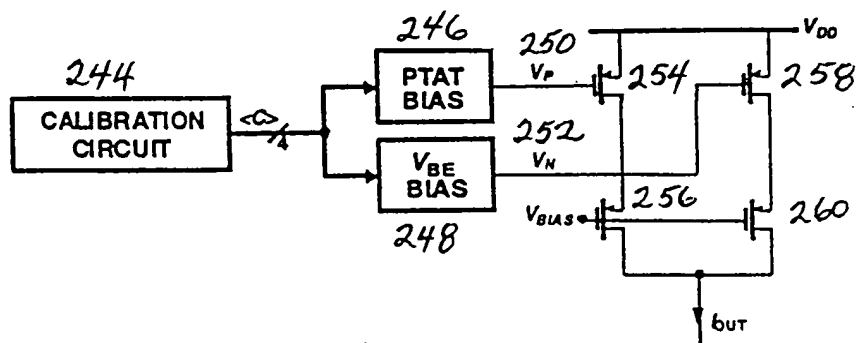 246
250
V_DD
244
PTAT
BIAS
V_P
254
258
CALIBRATION
CIRCUIT
<C>
4
252
V_BE
BIAS
V_N
256
260
V_BIAS
248
I_OUT